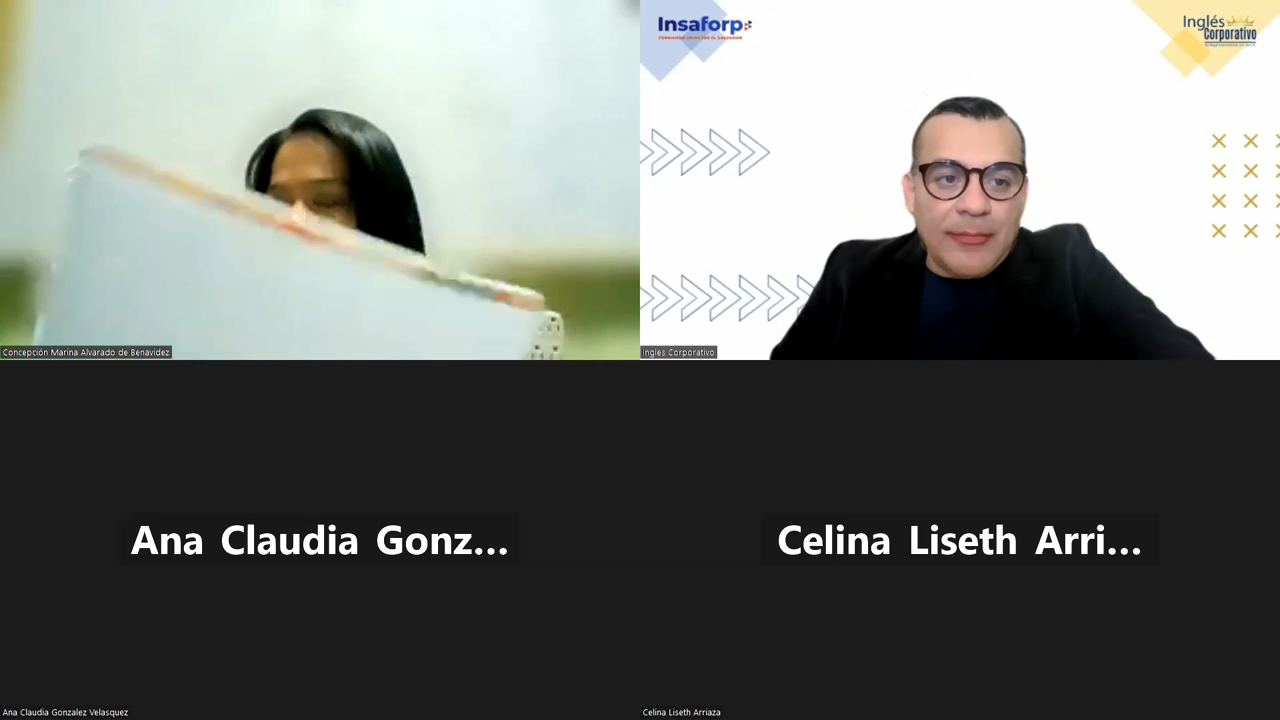 Insaforp
Inglés
Corporativo
Concepción Marina Alvarado de Benavidez
Ingles Corporativo
Ana Claudia Gonz...
Celina Liseth Arri...
Ana Claudia Gonzalez Velasquez
Celina Liseth Arriaza